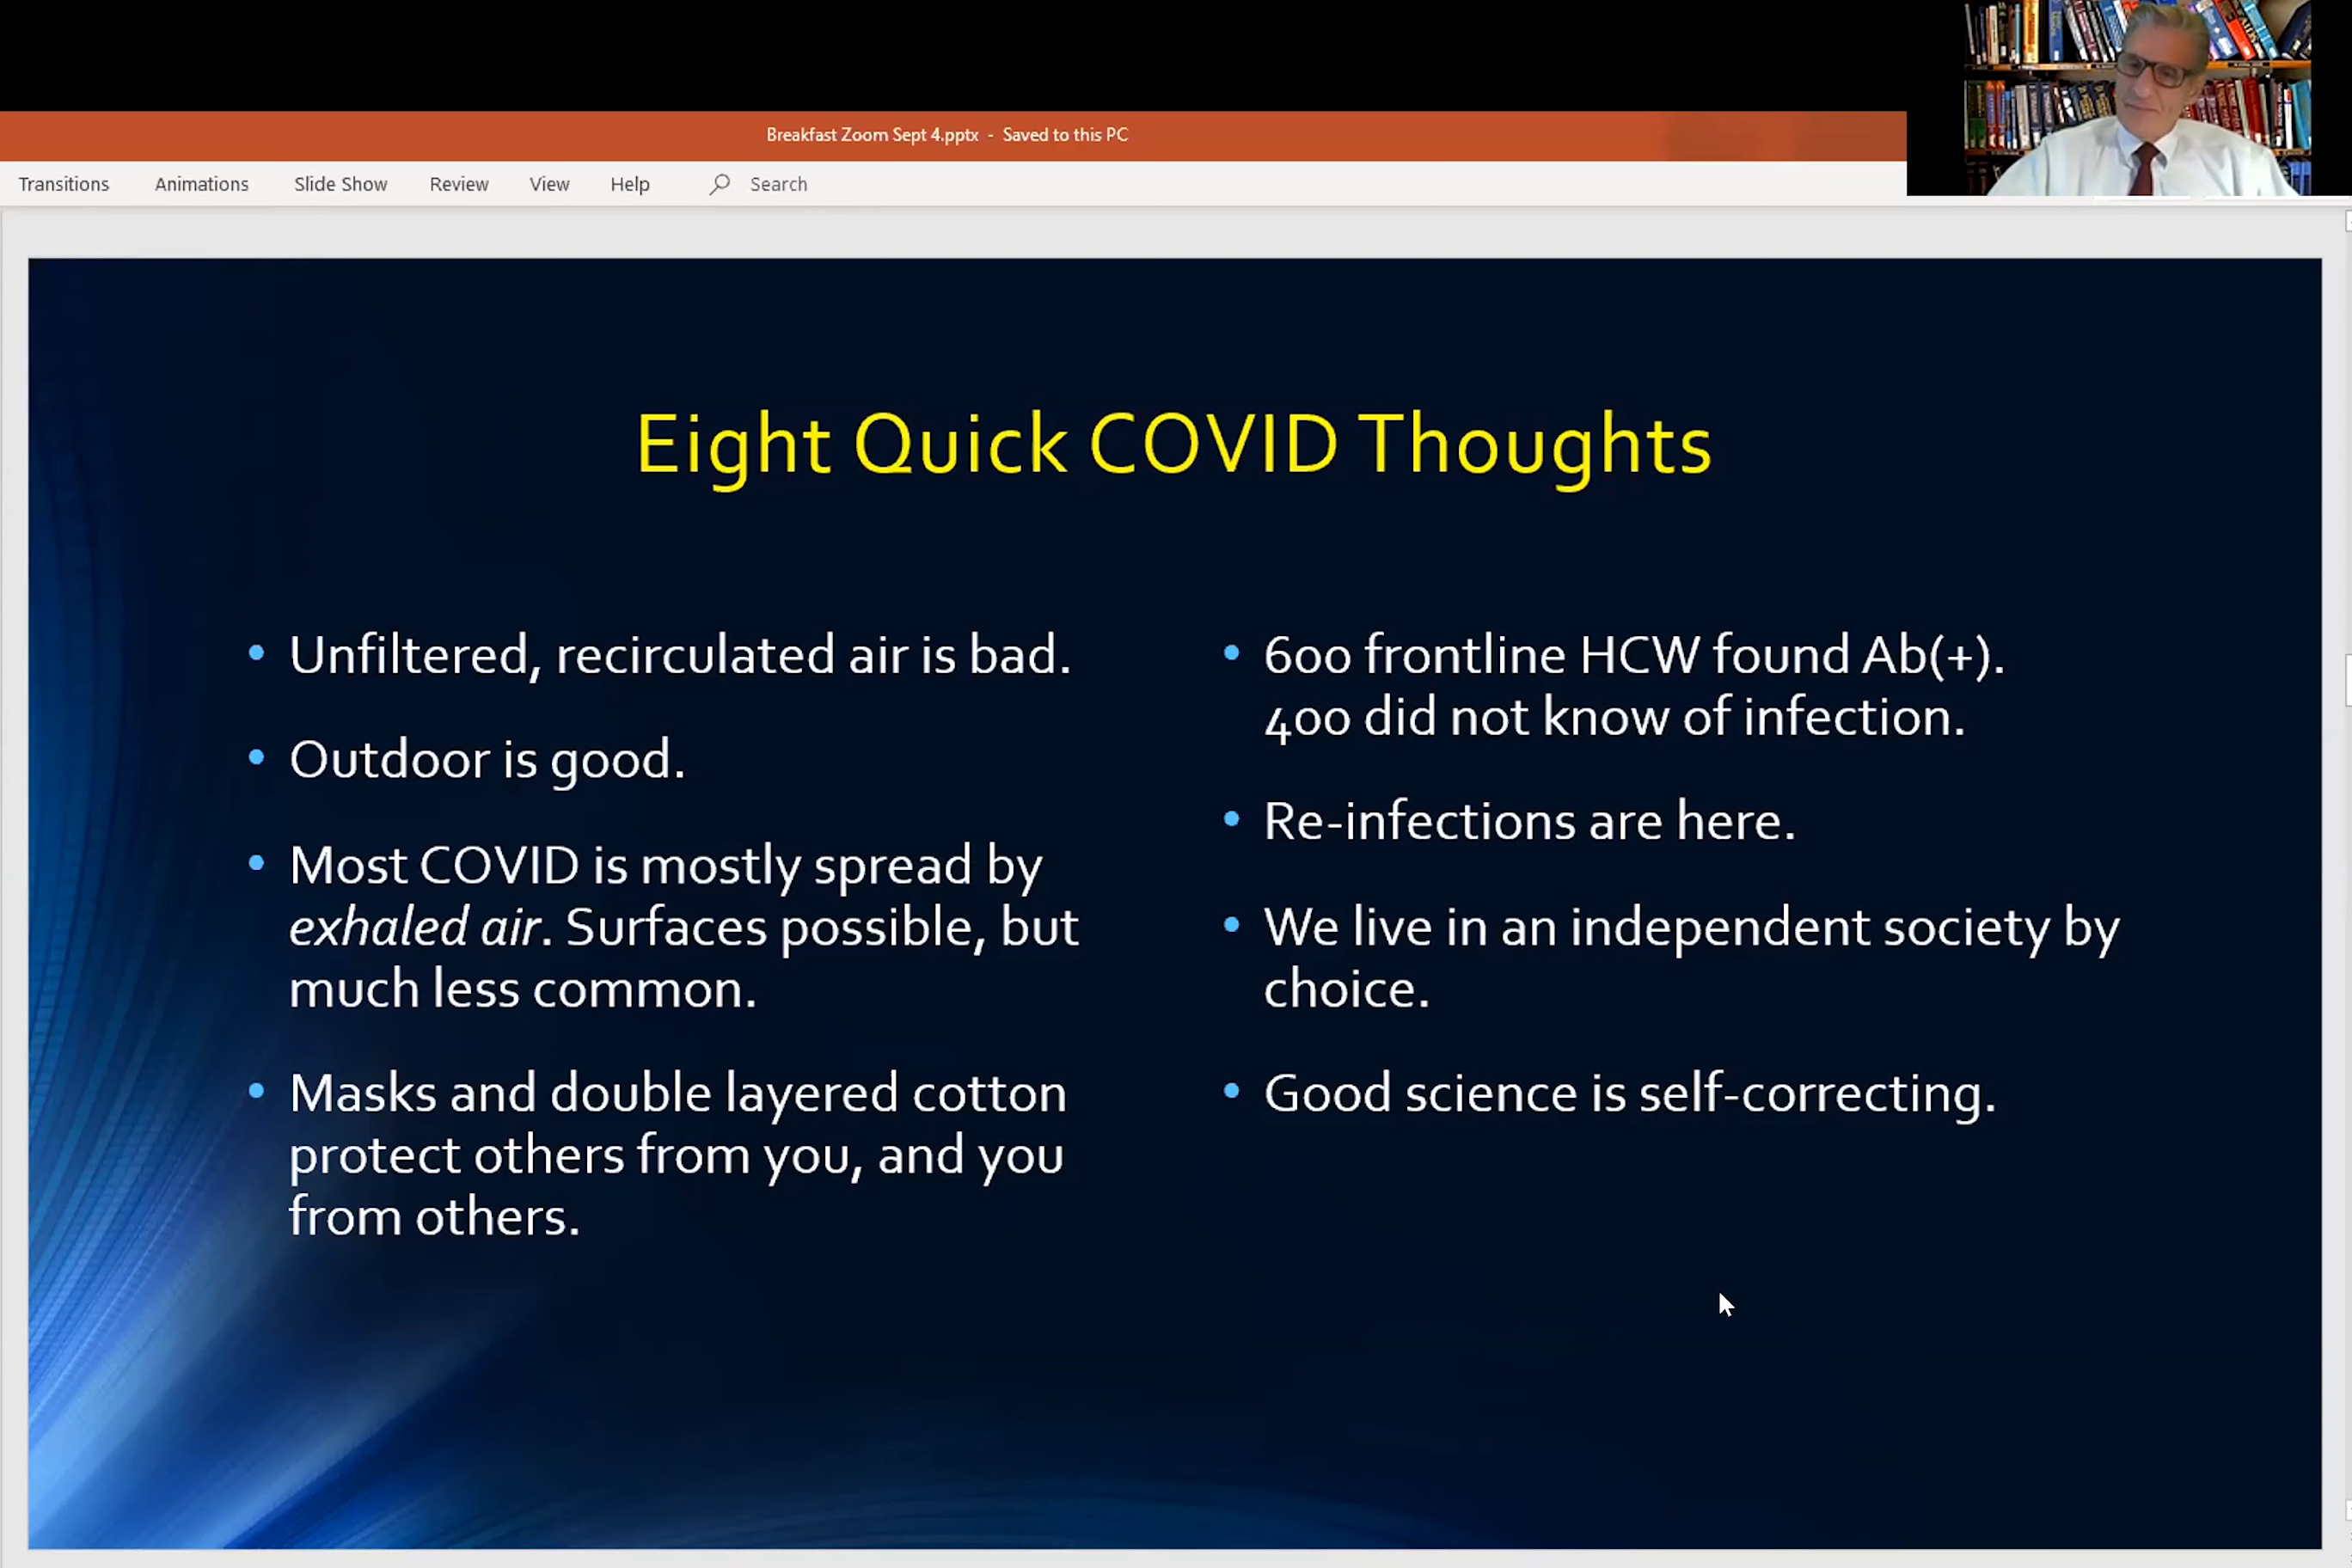 Breakfast Zoom Sept 4.pptx - Saved to this PC
Transitions Animations Slide Show Review View Help Search
Eight Quick COVID Thoughts
• Unfiltered, recirculated air is bad.
• Outdoor is good.
• Most COVID is mostly spread by
exhaled air. Surfaces possible, but
much less common.
• Masks and double layered cotton
protect others from you, and you
from others.
• 600 frontline HCW found Ab(+).
400 did not know of infection.
• Re-infections are here.
• We live in an independent society by
choice.
• Good science is self-correcting.